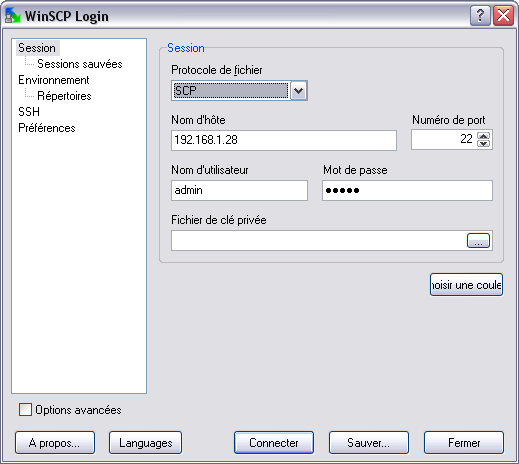 WinSCP Login
Session
Sessions sauvées
Environnement
Répertoires
SSH
Préférences
Session
Protocole de fichier
SCP
Nom d'hôte
Numéro de port
192.168.1.28
22
Nom d'utilisateur
Mot de passe
admin
●●●●●
Fichier de clé privée
...
hoisir une coule
Options avancées
A propos...
Languages
Connecter
Sauver...
Fermer